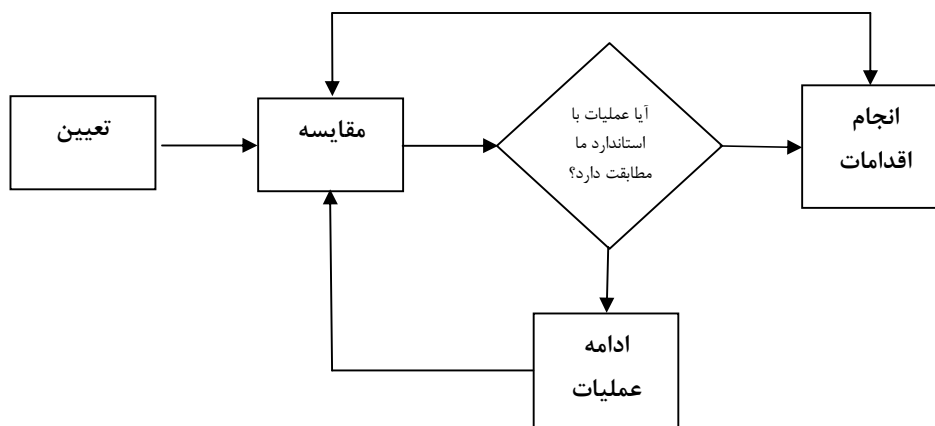 تعیین
مقایسه
آیا عملیات با
استاندارد ما
مطابقت دارد؟
انجام
اقدامات
ادامه
عملیات